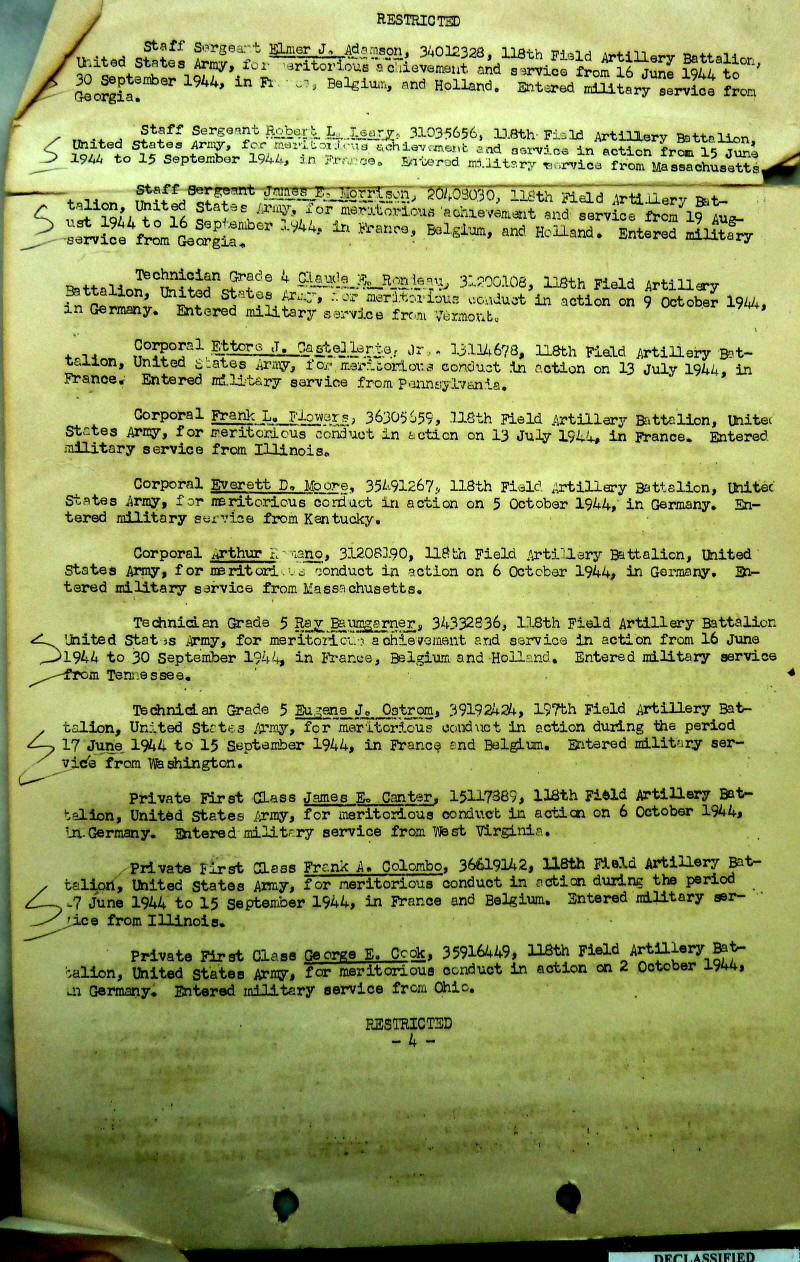 RESTRICTED
Staff Sergeant Elmer J. Adamson, 34012328, 118th Field Artillery Battalion,
United States Army, for meritorious achievement and service from 16 June 1944 to
30 September 1944, in France, Belgium, and Holland. Entered military service from
Georgia.
Staff Sergeant Robert L. Leary, 31035656, 118th Field Artillery Battalion,
United States Army, for meritorious achievement and service in action from 15 June
1944 to 15 September 1944, in France. Entered military service from Massachusetts
Staff Sergeant James E. Morrison, 20408030, 118th Field Artillery Bat-
talion, United States Army, for meritorious achievement and service from 19 Aug-
ust 1944 to 16 September 1944, in France, Belgium, and Holland. Entered military
service from Georgia.
Technician Grade 4 Claude 31200108, 118th Field Artillery
Battalion, United States Army, for meritorious conduct in action on 9 October 1944,
in Germany. Entered military service from Vermont.
Corporal Ettore J. Jr., 13114678, 118th Field Artillery Bat-
talion, United States Army, for meritorious conduct in action on 13 July 1944, in
France. Entered military service from Pennsylvania.
Corporal Frank L. Flowers, 36305659, 118th Field Artillery Battalion, United
States Army, for meritorious conduct in action on 13 July 1944, in France. Entered
military service from Illinois.
Corporal Everett D. Moore, 35491267, 118th Field Artillery Battalion, United
States Army, for meritorious conduct in action on 5 October 1944, in Germany. En-
tered military service from Kentucky.
Corporal Arthur Romano, 31208190, 118th Field Artillery Battalion, United
States Army, for meritorious conduct in action on 6 October 1944, in Germany. En-
tered military service from Massachusetts.
Technician Grade 5 Ray Baumgarner, 34332836, 118th Field Artillery Battalion
United States Army, for meritorious achievement and service in action from 16 June
1944 to 30 September 1944, in France, Belgium and Holland. Entered military service
from Tennessee.
Technician Grade 5 Eugene J. Ostrom, 39192424, 197th Field Artillery Bat-
talion, United States Army, for meritorious conduct in action during the period
17 June 1944 to 15 September 1944, in France and Belgium. Entered military ser-
vice from Washington.
Private First Class James E. Canter, 15117889, 118th Field Artillery Bat-
talion, United States Army, for meritorious conduct in action on 6 October 1944,
in Germany. Entered military service from West Virginia.
Private First Class Frank A. Colombo, 36619142, 118th Field Artillery Bat-
talion, United States Army, for meritorious conduct in action during the period
17 June 1944 to 15 September 1944, in France and Belgium. Entered military ser-
vice from Illinois.
Private First Class George E. Cook, 35916449, 118th Field Artillery Bat-
talion, United States Army, for meritorious conduct in action on 2 October 1944,
in Germany. Entered military service from Ohio.
RESTRICTED
- 4 -
DECLASSIFIED